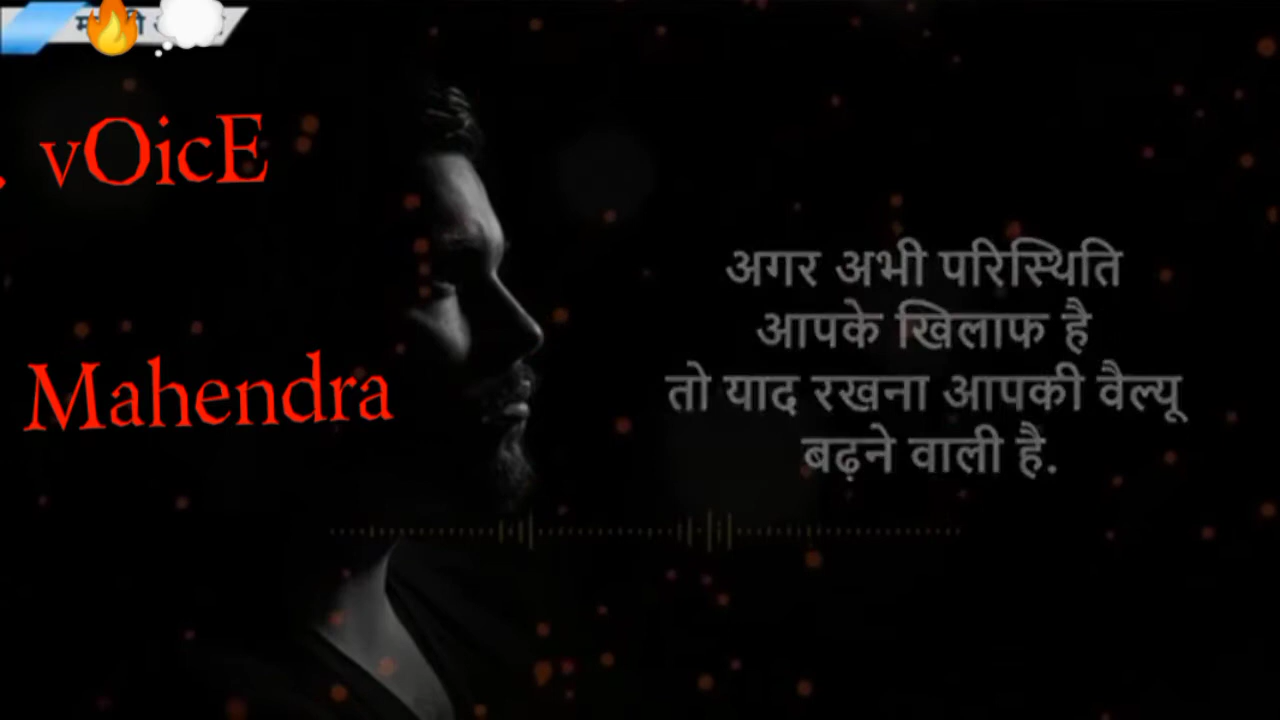 vOicE
Mahendra
अगर अभी परिस्थिति
आपके खिलाफ है
तो याद रखना आपकी वैल्यू
बढ़ने वाली है.